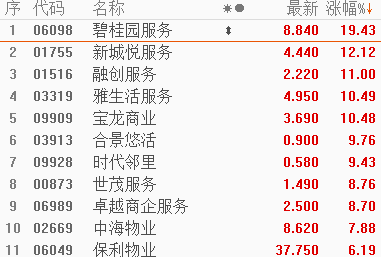 序 代码 名称 最新 涨幅%↓
1 06098 碧桂园服务 8.840 19.43
2 01755 新城悦服务 4.440 12.12
3 01516 融创服务 2.220 11.00
4 03319 雅生活服务 4.950 10.49
5 09909 宝龙商业 3.690 10.48
6 03913 合景悠活 0.900 9.76
7 09928 时代邻里 0.580 9.43
8 00873 世茂服务 1.490 8.76
9 06989 卓越商企服务 2.500 8.70
10 02669 中海物业 8.620 7.88
11 06049 保利物业 37.750 6.19